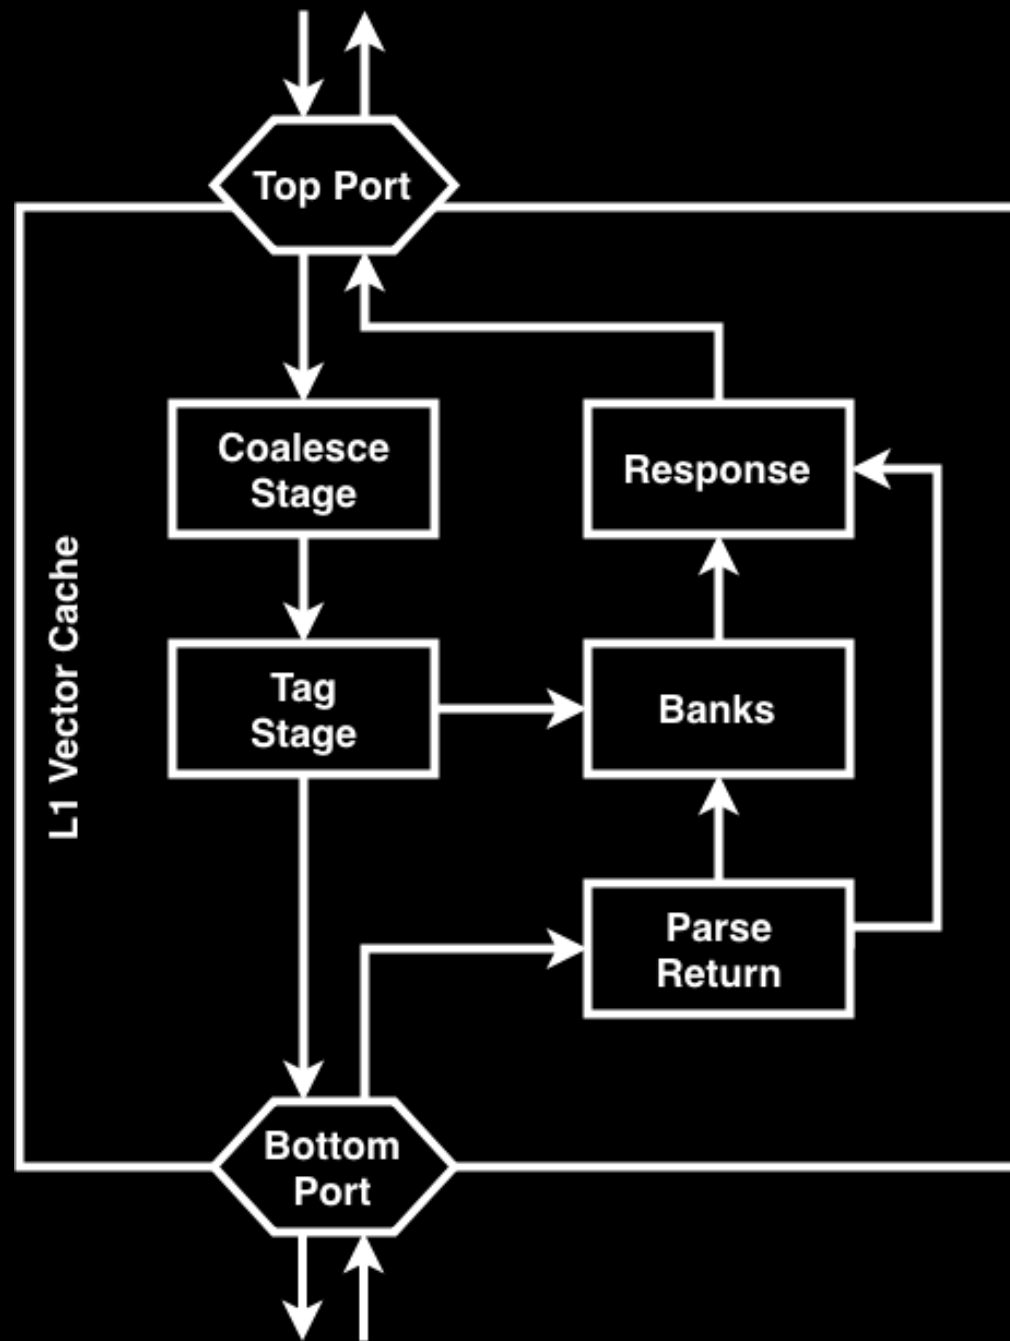 Top Port
Coalesce
Stage
Response
L1 Vector Cache
Tag
Stage
Banks
Parse
Return
Bottom
Port